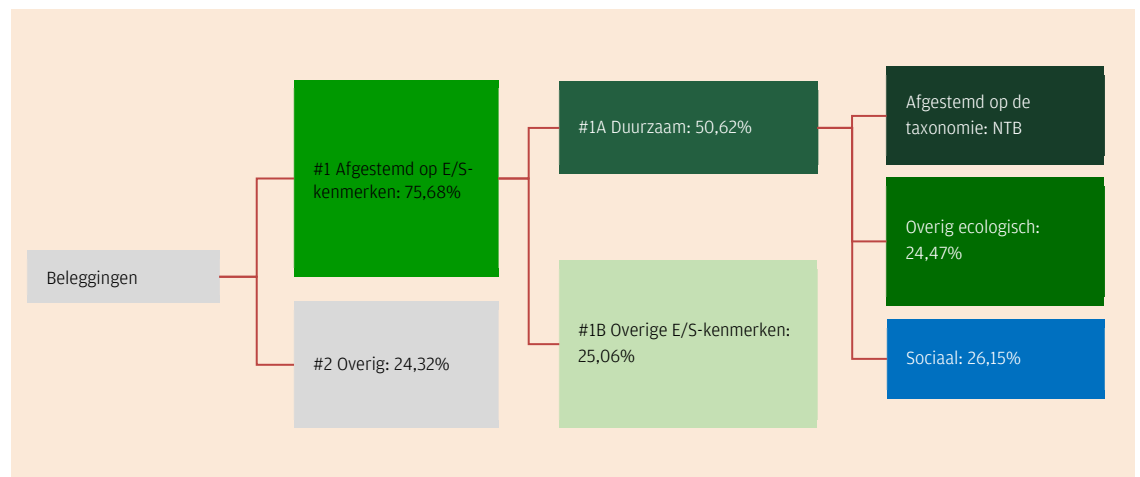 Beleggingen
#1 Afgestemd op E/S-
kenmerken: 75,68%
#2 Overig: 24,32%
#1A Duurzaam: 50,62%
#1B Overige E/S-kenmerken:
25,06%
Afgestemd op de
taxonomie: NTB
Overig ecologisch:
24,47%
Sociaal: 26,15%